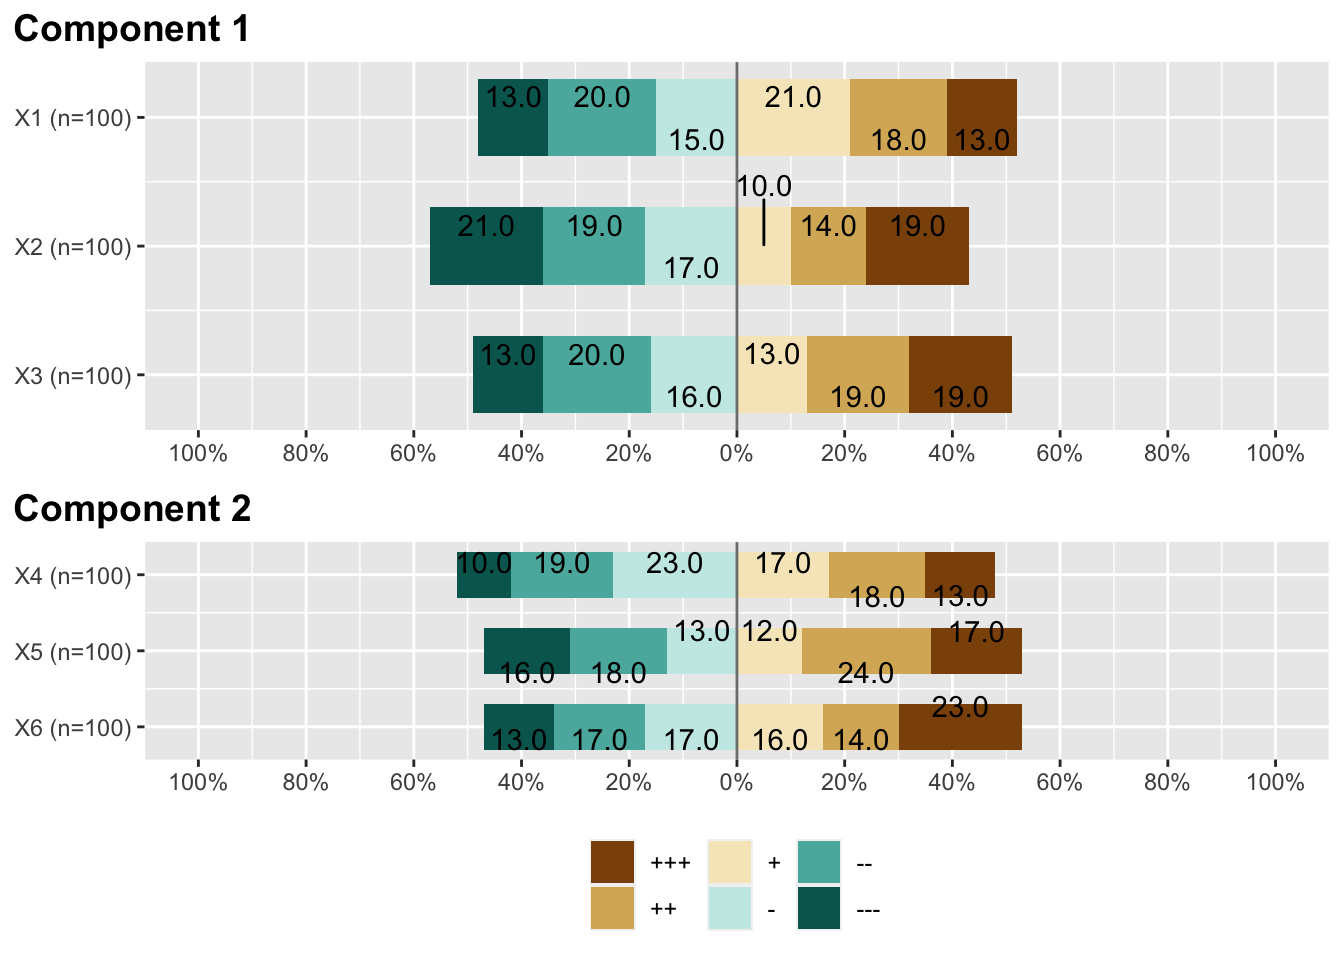 Component 1
X1 (n=100)
13.0 20.0 15.0 21.0 18.0 13.0
X2 (n=100)
21.0 19.0 17.0 10.0 14.0 19.0
X3 (n=100)
13.0 20.0 16.0 13.0 19.0 19.0
100% 80% 60% 40% 20% 0% 20% 40% 60% 80% 100%
Component 2
X4 (n=100)
10.0 19.0 23.0 17.0 18.0 13.0
X5 (n=100)
16.0 18.0 13.0 12.0 24.0 17.0
X6 (n=100)
13.0 17.0 17.0 16.0 14.0 23.0
100% 80% 60% 40% 20% 0% 20% 40% 60% 80% 100%
+++ + --
++ - ---